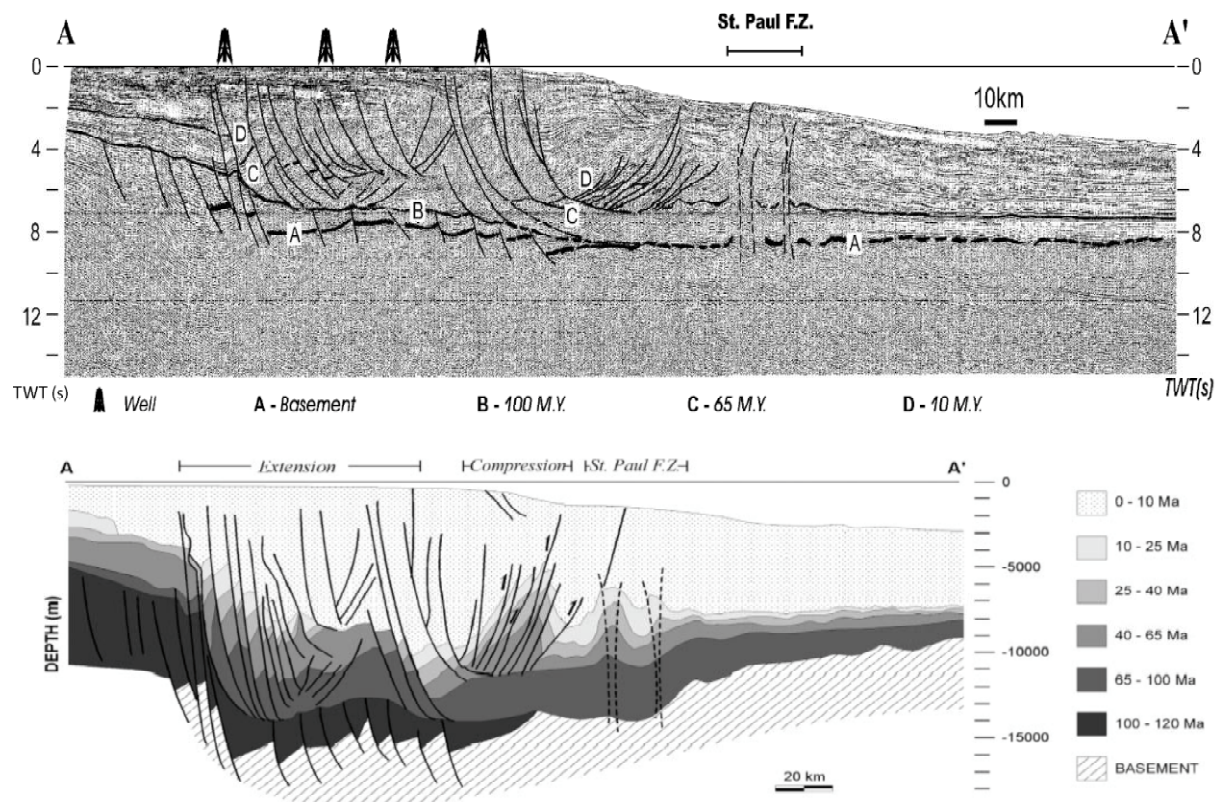 St. Paul F.Z.
A A'
10km
0 0
4 4
8 8
12 12
D
C
D
C
B
A
A
TWT (s) TWT(s)
Well A - Basement B - 100 M.Y. C - 65 M.Y. D - 10 M.Y.
A Extension Compression St. Paul F.Z. A'
0
-5000
-10000
-15000
DEPTH (m)
20 km
0 - 10 Ma
10 - 25 Ma
25 - 40 Ma
40 - 65 Ma
65 - 100 Ma
100 - 120 Ma
BASEMENT